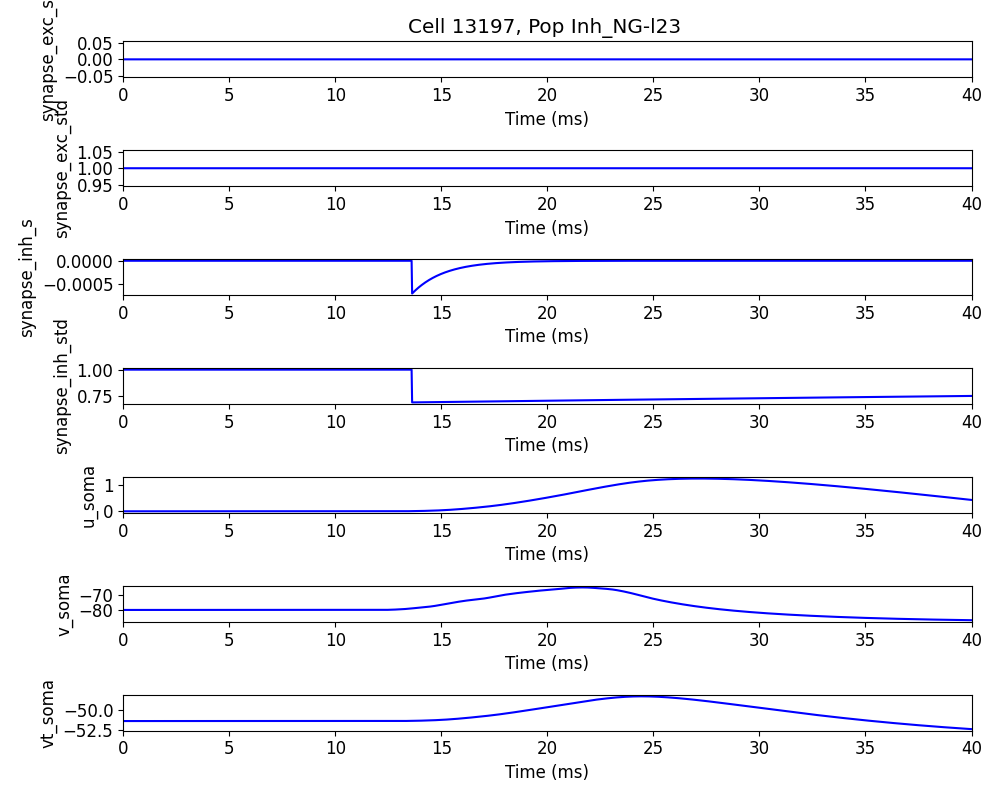 Cell 13197, Pop Inh_NG-l23
synapse_exc_s
0.05
0.00
−0.05
0 5 10 15 20 25 30 35 40
Time (ms)
synapse_exc_std
1.05
1.00
0.95
0 5 10 15 20 25 30 35 40
Time (ms)
synapse_inh_s
0.0000
−0.0005
0 5 10 15 20 25 30 35 40
Time (ms)
synapse_inh_std
1.00
0.75
0 5 10 15 20 25 30 35 40
Time (ms)
u_soma
1
0
0 5 10 15 20 25 30 35 40
Time (ms)
v_soma
−70
−80
0 5 10 15 20 25 30 35 40
Time (ms)
vt_soma
−50.0
−52.5
0 5 10 15 20 25 30 35 40
Time (ms)